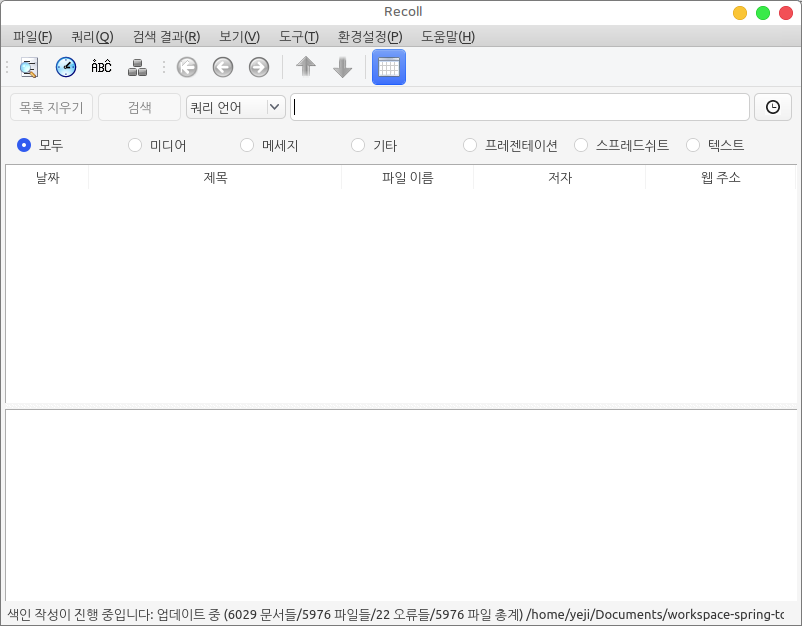 Recoll
파일(F) 쿼리(Q) 검색 결과(R) 보기(V) 도구(T) 환경설정(P) 도움말(H)
ÀBĈ
목록 지우기 검색 쿼리 언어
모두 미디어 메세지 기타 프레젠테이션 스프레드쉬트 텍스트
날짜 제목 파일 이름 저자 웹 주소
색인 작성이 진행 중입니다: 업데이트 중 (6029 문서들/5976 파일들/22 오류들/5976 파일 총계) /home/yeji/Documents/workspace-spring-to